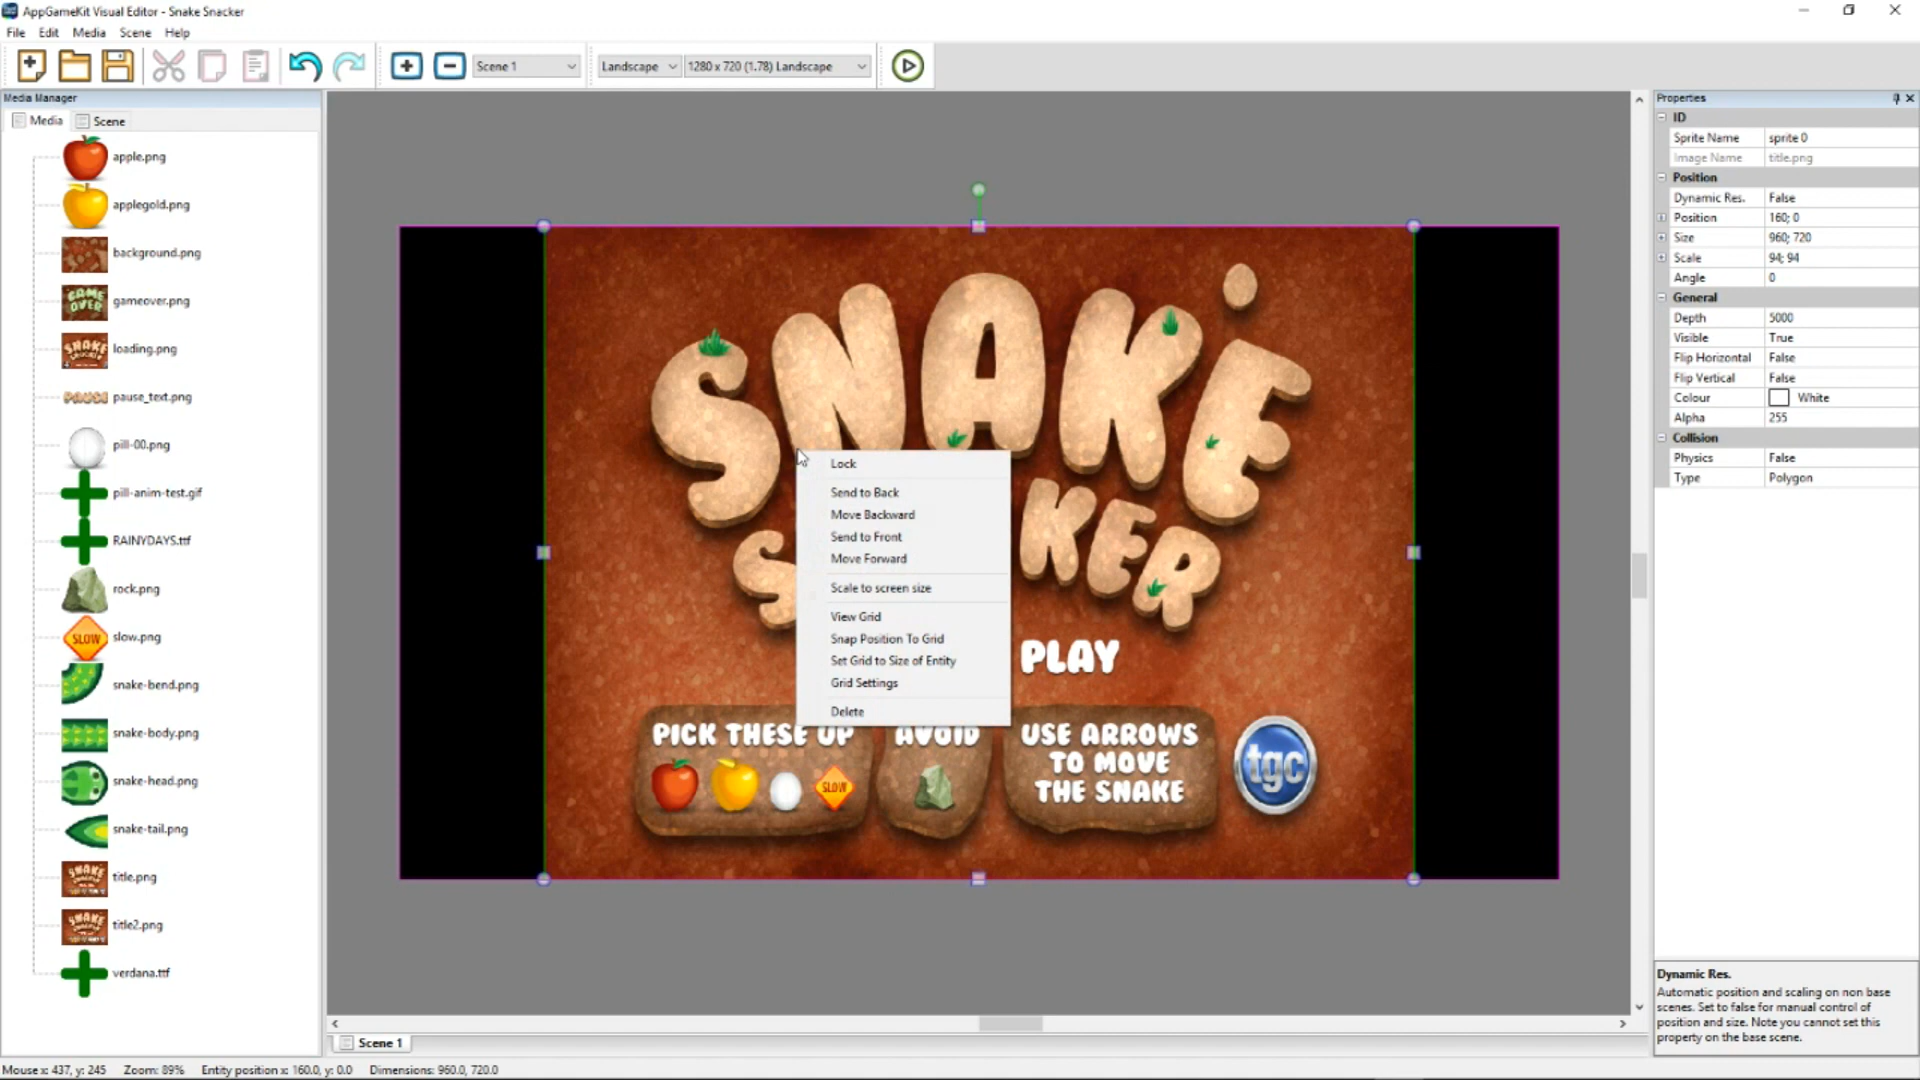 AppGameKit Visual Editor - Snake Snacker
File Edit Media Scene Help
Scene 1
Landscape
1280 x 720 (1.78) Landscape
Media Manager
Media
Scene
apple.png
applegold.png
background.png
gameover.png
loading.png
pause_text.png
pill-00.png
pill-anim-test.gif
RAINYDAYS.ttf
rock.png
slow.png
snake-bend.png
snake-body.png
snake-head.png
snake-tail.png
title.png
title2.png
verdana.ttf
GAME
OVER
SNAKE
PAUSE
SLOW
SNAKE
SNAKE
SNAKE
S KER
Lock
Send to Back
Move Backward
Send to Front
Move Forward
Scale to screen size
View Grid
Snap Position To Grid
Set Grid to Size of Entity
Grid Settings
Delete
PLAY
PICK THESE UP
SLOW
AVOID
USE ARROWS
TO MOVE
THE SNAKE
tgc
Scene 1
Properties
ID
Sprite Name sprite 0
Image Name title.png
Position
Dynamic Res. False
Position 160; 0
Size 960; 720
Scale 94; 94
Angle 0
General
Depth 5000
Visible True
Flip Horizontal False
Flip Vertical False
Colour White
Alpha 255
Collision
Physics False
Type Polygon
Dynamic Res.
Automatic position and scaling on non base
scenes. Set to false for manual control of
position and size. Note you cannot set this
property on the base scene.
Mouse x: 437, y: 245 Zoom: 89% Entity position x: 160.0, y: 0.0 Dimensions: 960.0, 720.0